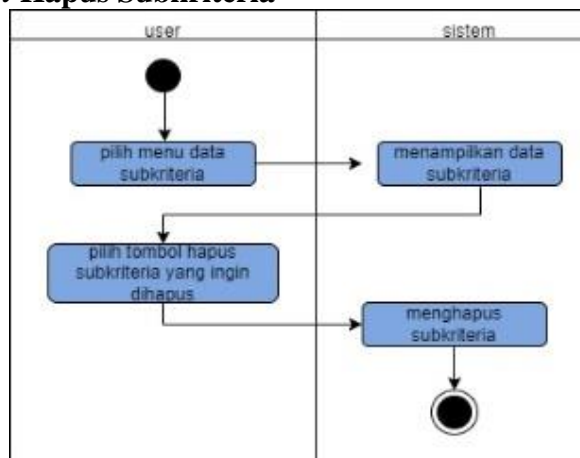 Hapus Subkriteria
user
sistem
pilih menu data
subkriteria
menampilkan data
subkriteria
pilih tombol hapus
subkriteria yang ingin
dihapus
menghapus
subkriteria